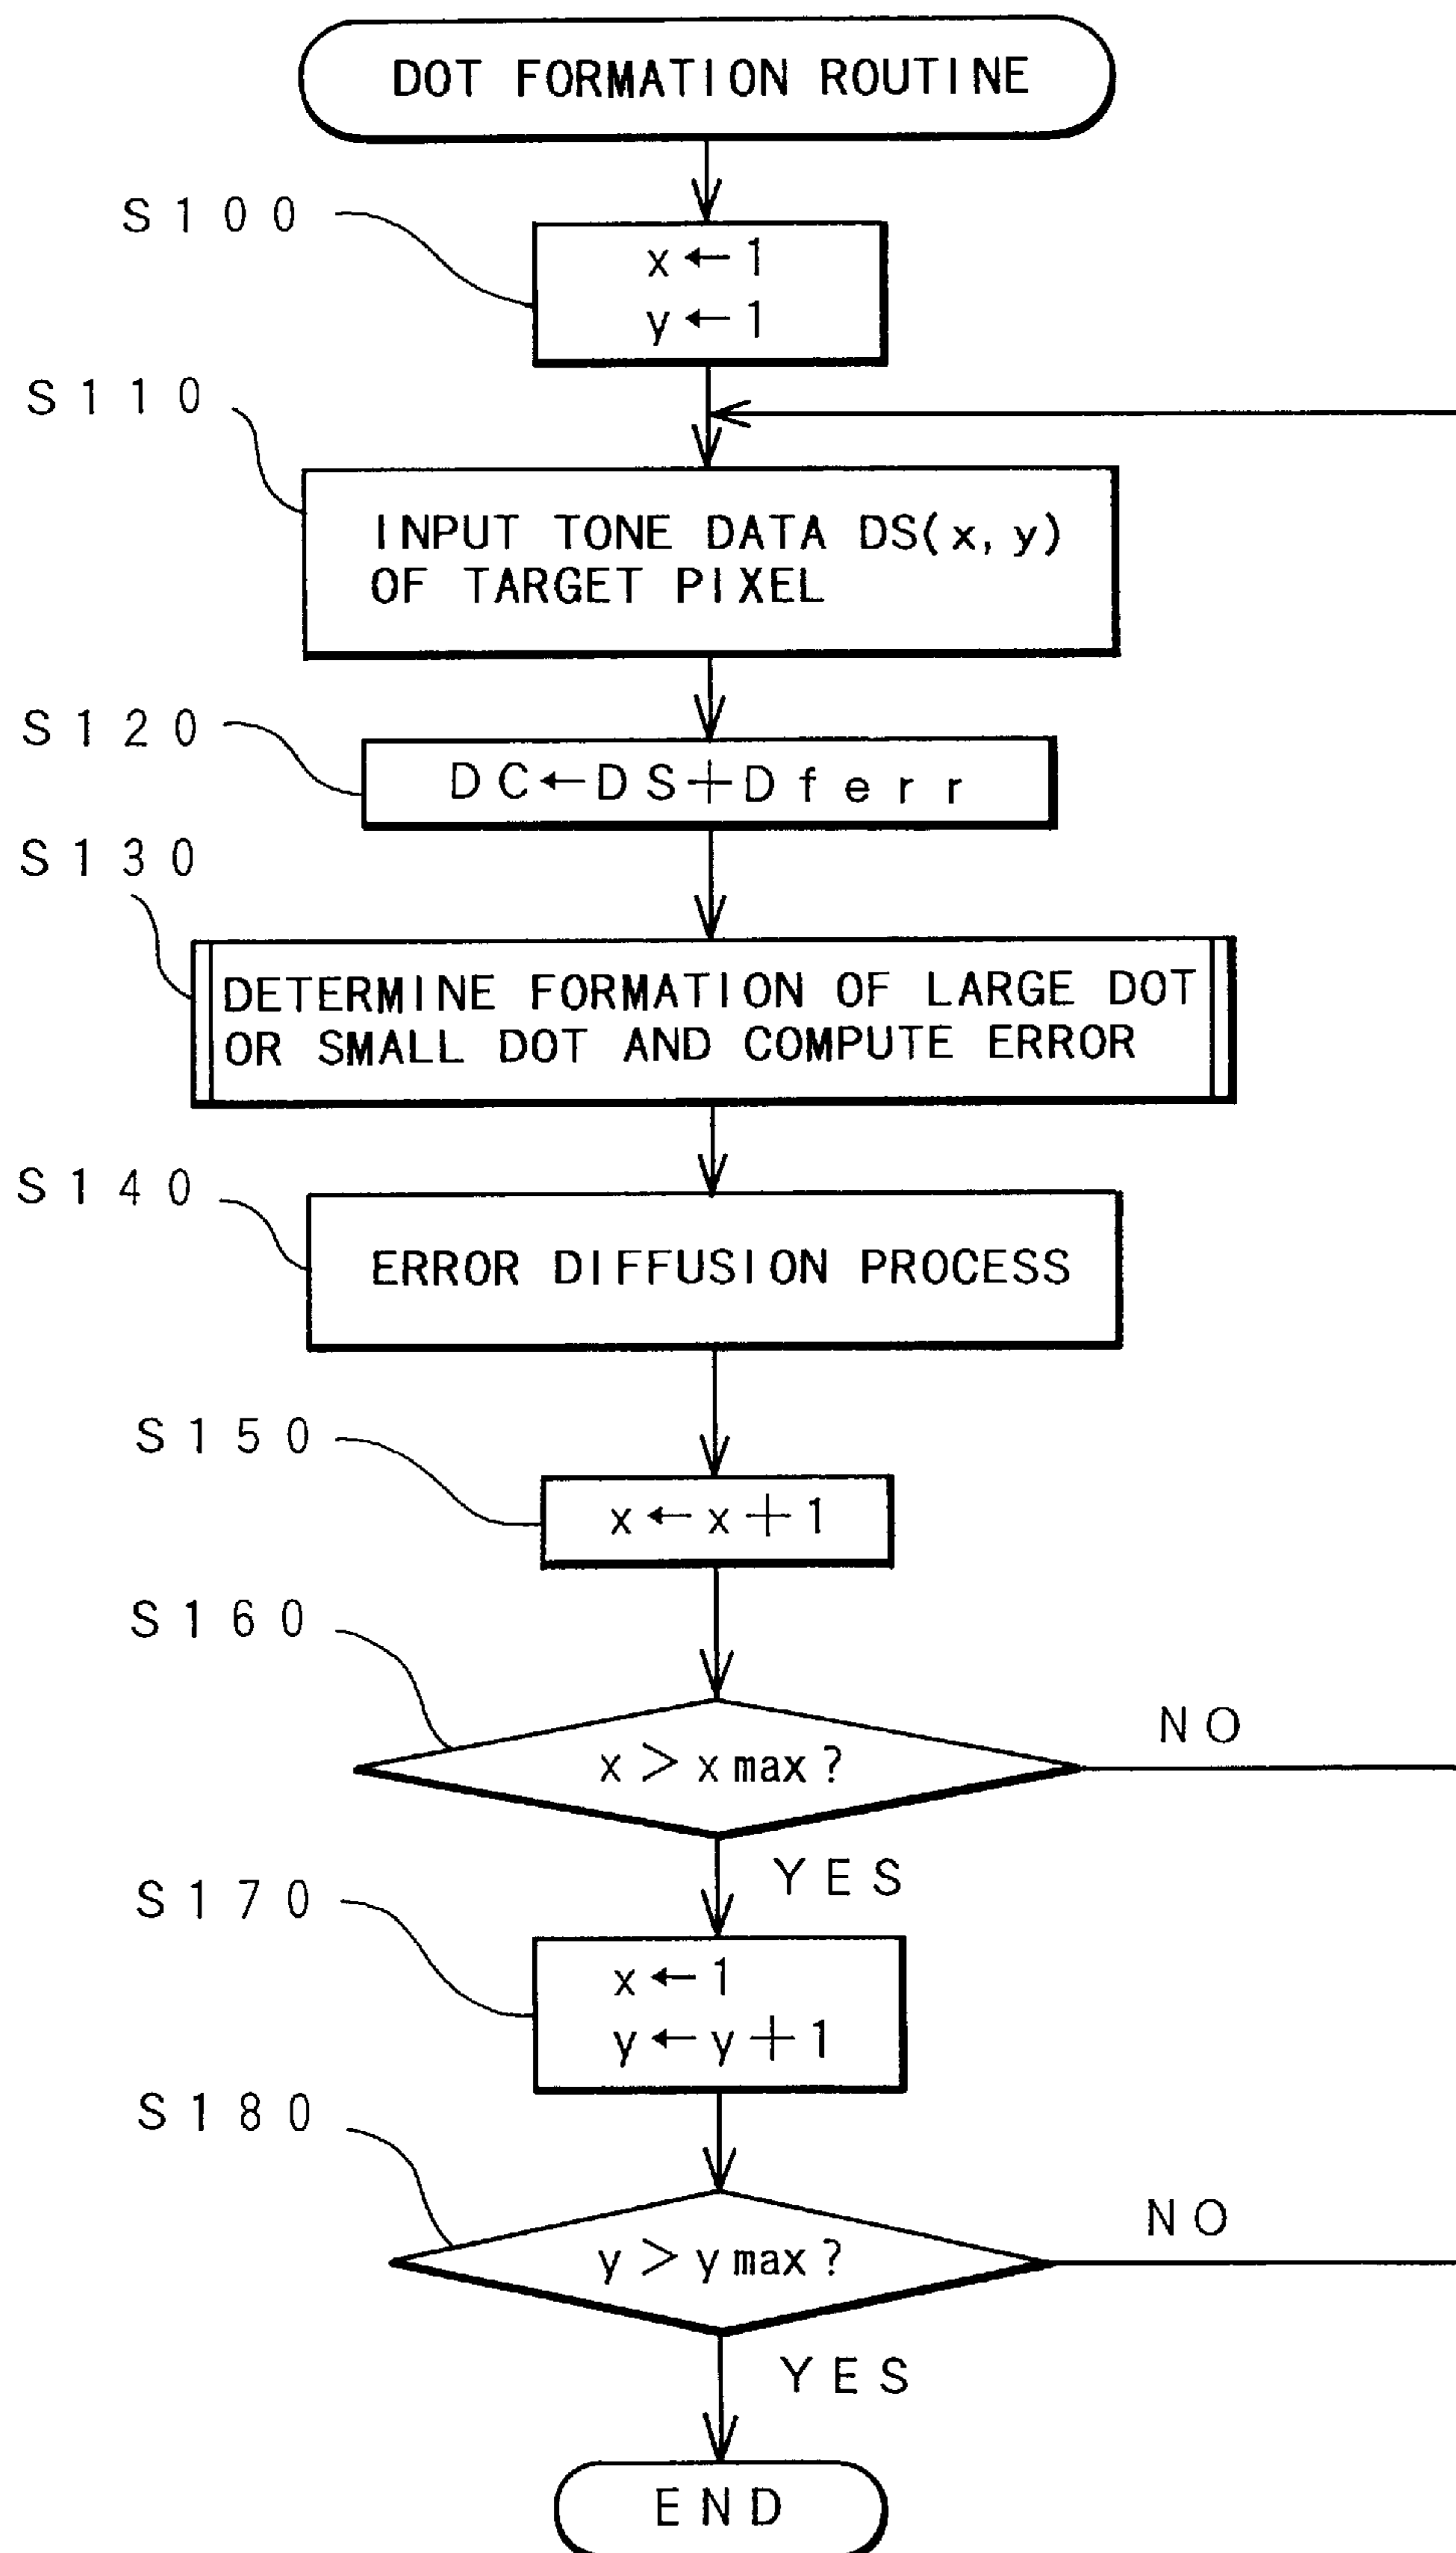 DOT FORMATION ROUTINE
S100
x←1
y←1
S110
INPUT TONE DATA DS(x, y)
OF TARGET PIXEL
S120
DC←DS+Dferr
S130
DETERMINE FORMATION OF LARGE DOT
OR SMALL DOT AND COMPUTE ERROR
S140
ERROR DIFFUSION PROCESS
S150
x←x+1
S160
x>xmax?
NO
YES
S170
x←1
y←y+1
S180
y>ymax?
NO
YES
END